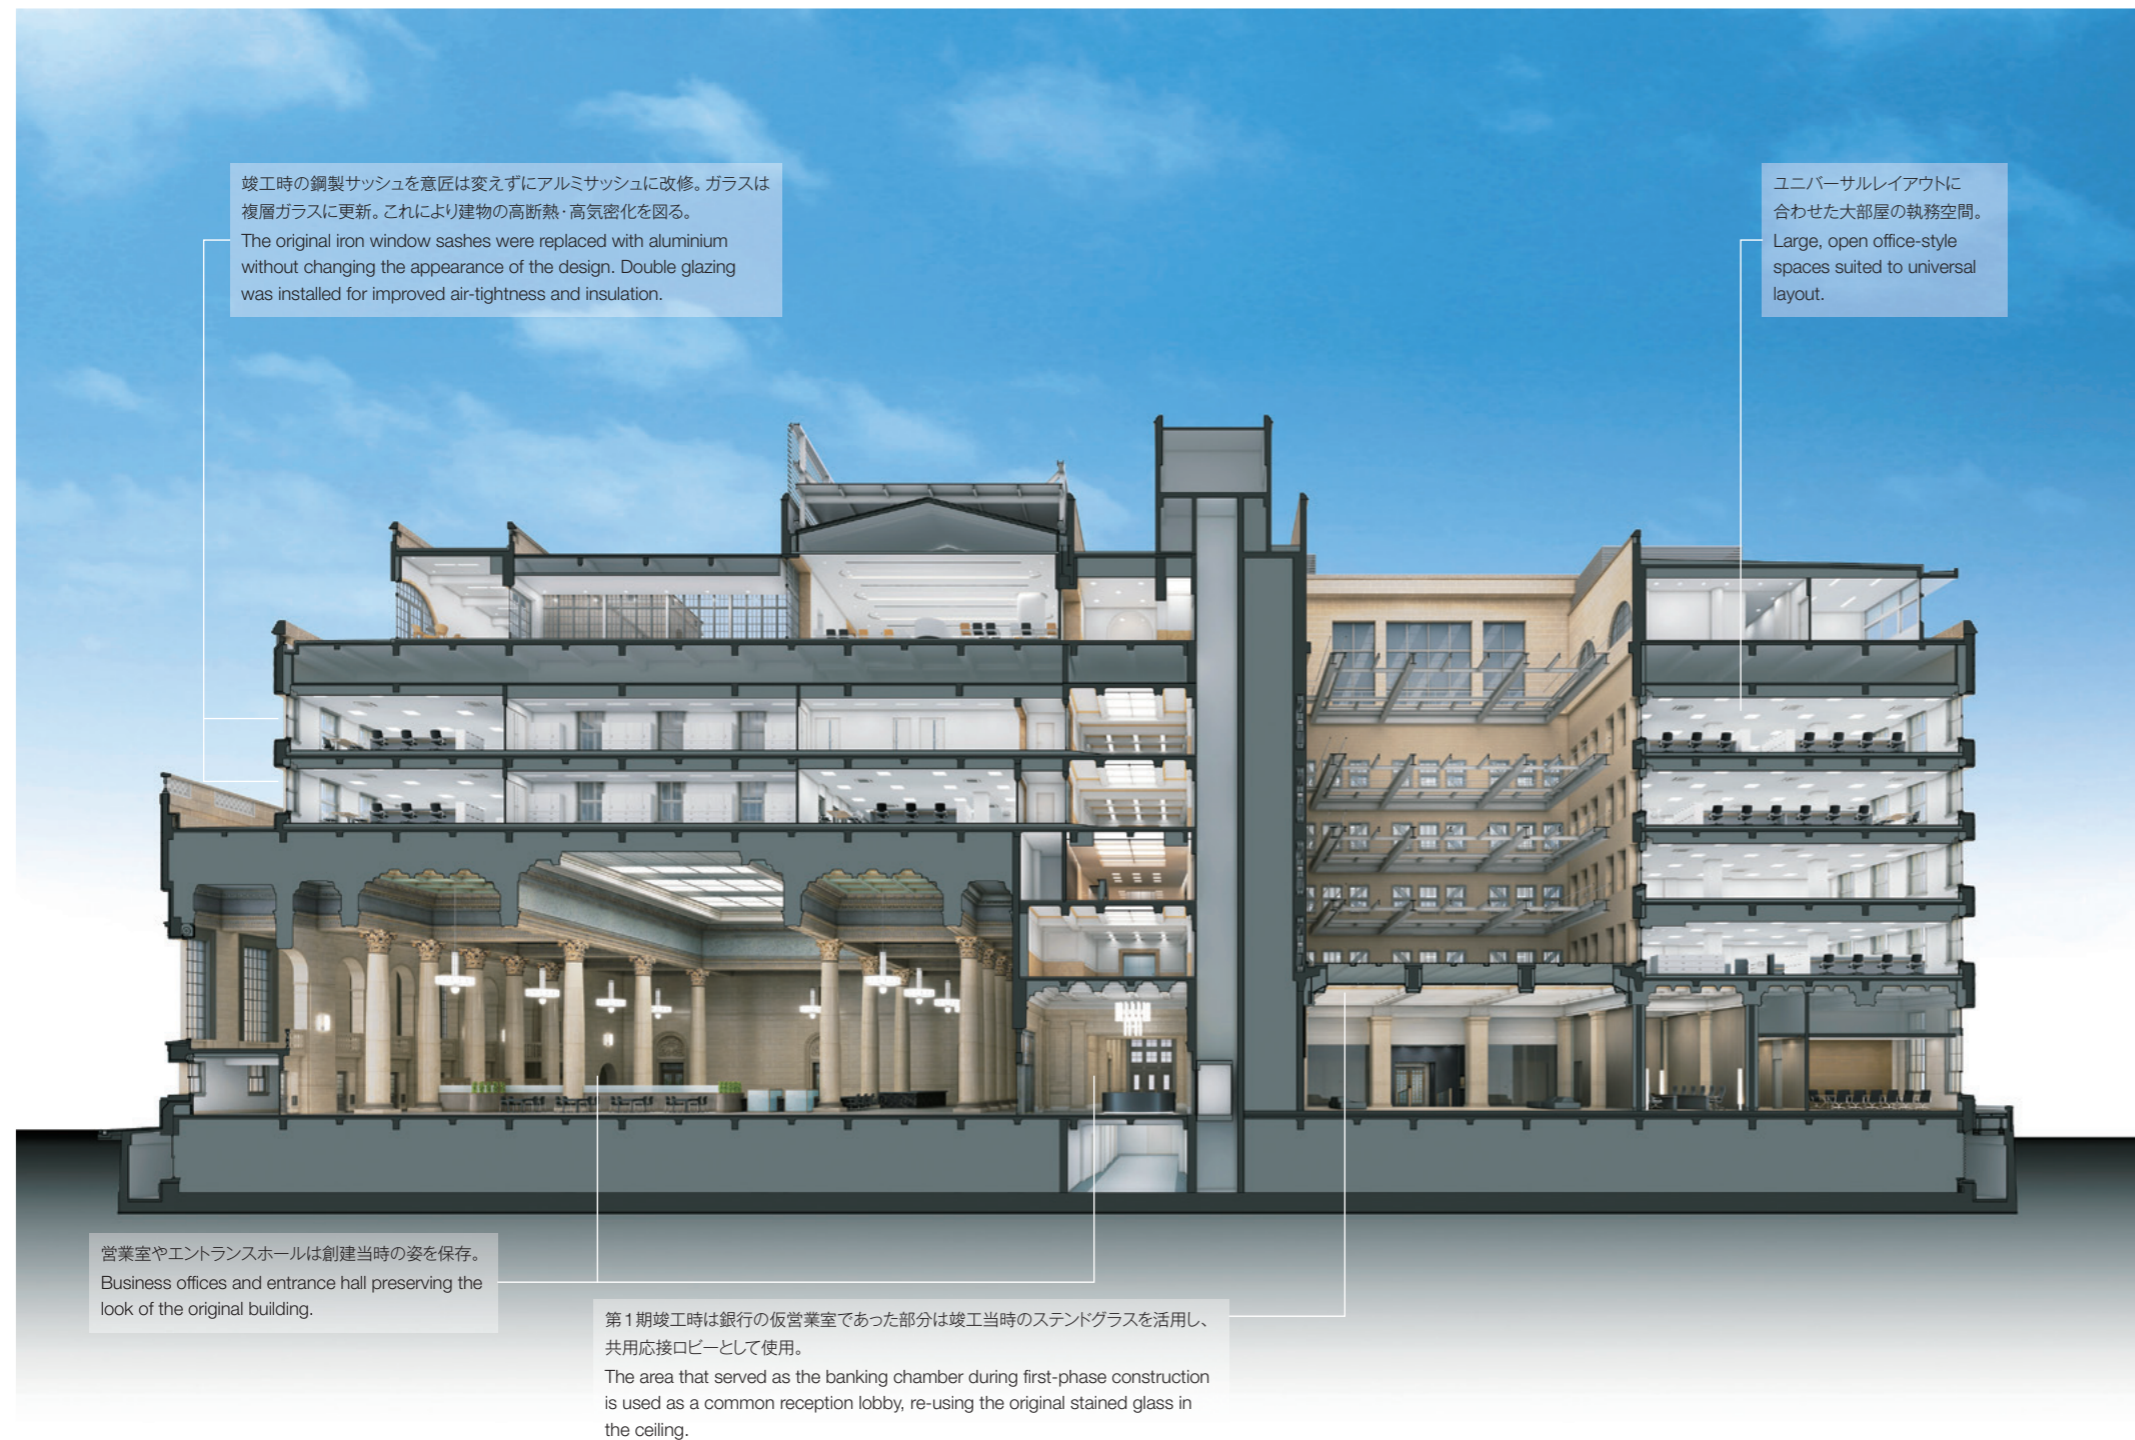 竣工時の鋼製サッシュを意匠は変えずにアルミサッシュに改修。ガラスは
複層ガラスに更新。これにより建物の高断熱・高気密化を図る。
The original iron window sashes were replaced with aluminium
without changing the appearance of the design. Double glazing
was installed for improved air-tightness and insulation.
ユニバーサルレイアウトに
合わせた大部屋の執務空間。
Large, open office-style
spaces suited to universal
layout.
営業室やエントランスホールは創建当時の姿を保存。
Business offices and entrance hall preserving the
look of the original building.
第1期竣工時は銀行の仮営業室であった部分は竣工当時のステンドグラスを活用し、
共用応接ロビーとして使用。
The area that served as the banking chamber during first-phase construction
is used as a common reception lobby, re-using the original stained glass in
the ceiling.